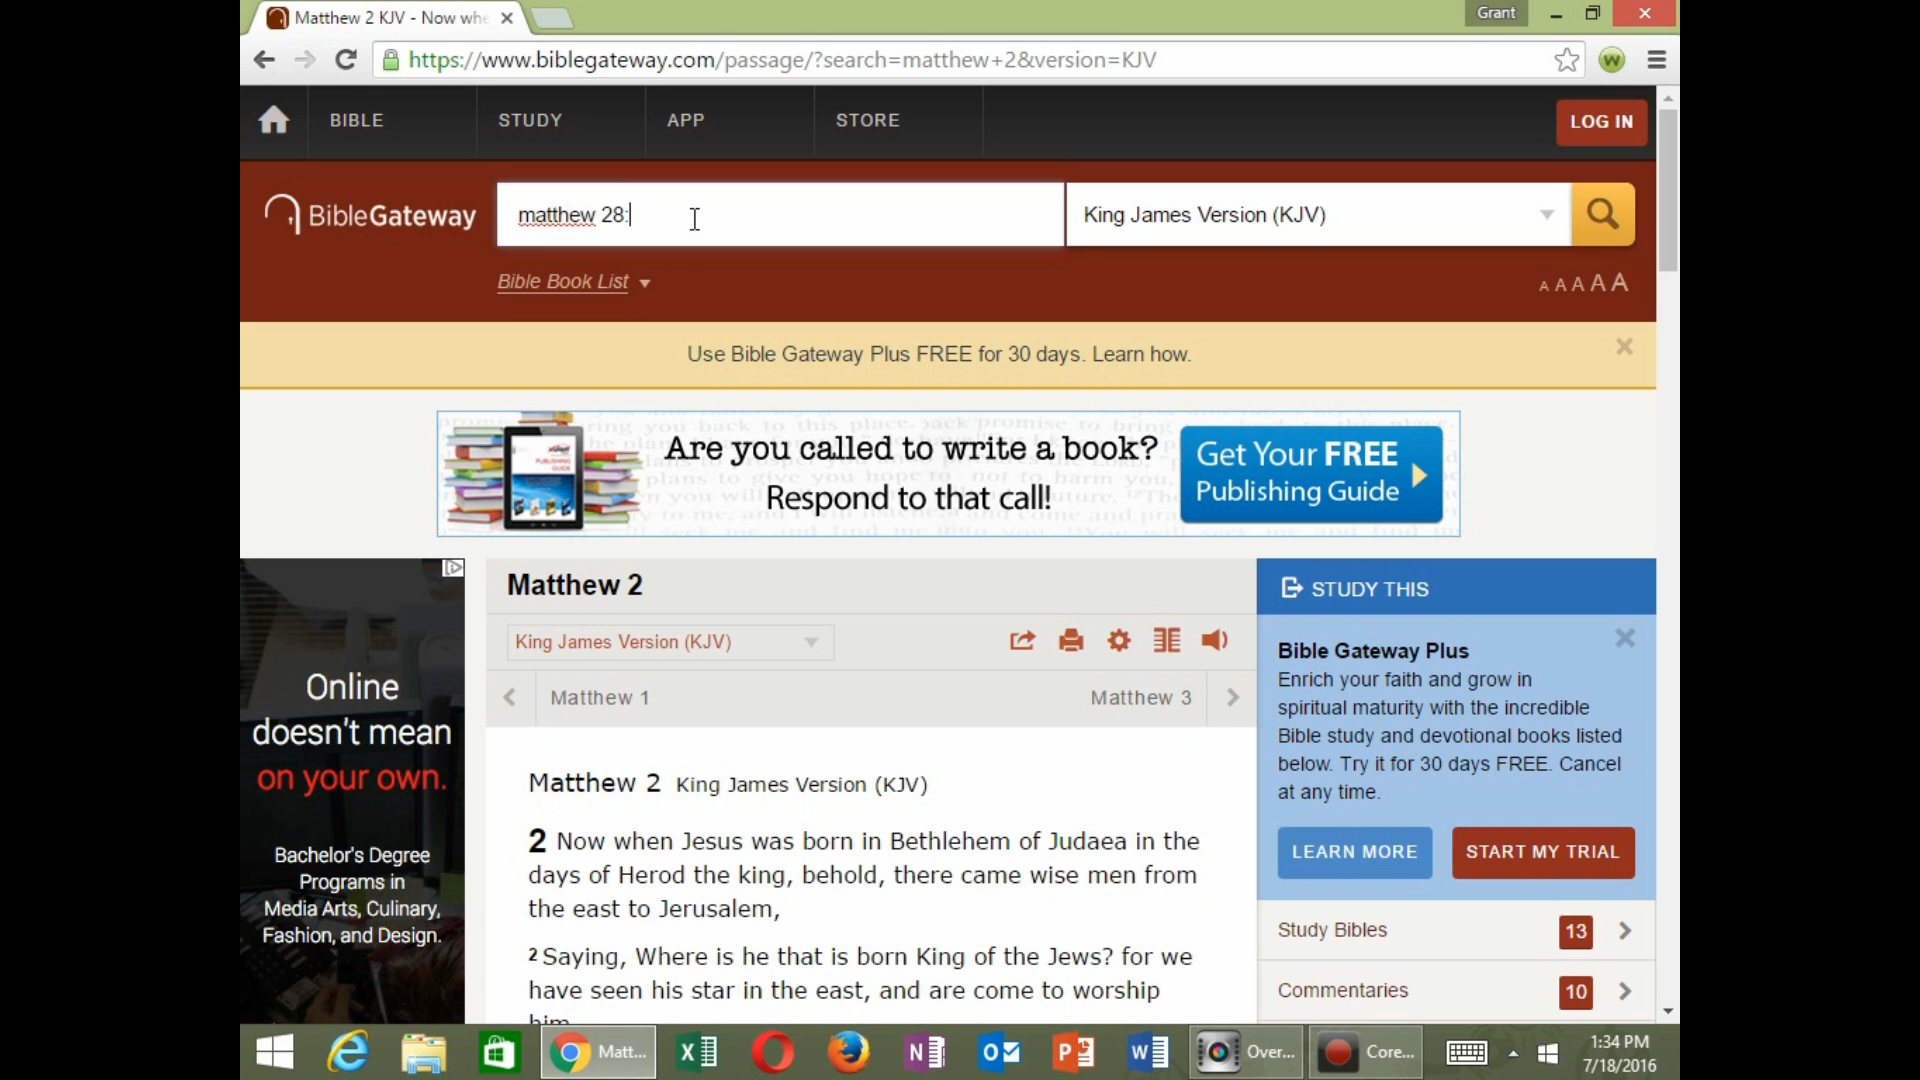 Matthew 2 KJV - Now whe
Grant
https://www.biblegateway.com/passage/?search=matthew+2&version=KJV
W
BIBLE
STUDY
APP
STORE
LOG IN
BibleGateway
matthew 28:
King James Version (KJV)
Bible Book List
A A A A A
Use Bible Gateway Plus FREE for 30 days. Learn how.
Are you called to write a book?
Respond to that call!
Get Your FREE
Publishing Guide
Online
doesn't mean
on your own.
Bachelor's Degree
Programs in
Media Arts, Culinary,
Fashion, and Design.
Matthew 2
King James Version (KJV)
Matthew 1
Matthew 3
Matthew 2 King James Version (KJV)
2 Now when Jesus was born in Bethlehem of Judaea in the
days of Herod the king, behold, there came wise men from
the east to Jerusalem,
2 Saying, Where is he that is born King of the Jews? for we
have seen his star in the east, and are come to worship
him
STUDY THIS
Bible Gateway Plus
Enrich your faith and grow in
spiritual maturity with the incredible
Bible study and devotional books listed
below. Try it for 30 days FREE. Cancel
at any time.
LEARN MORE
START MY TRIAL
Study Bibles
13
Commentaries
10
Matt...
Over...
Core...
1:34 PM
7/18/2016